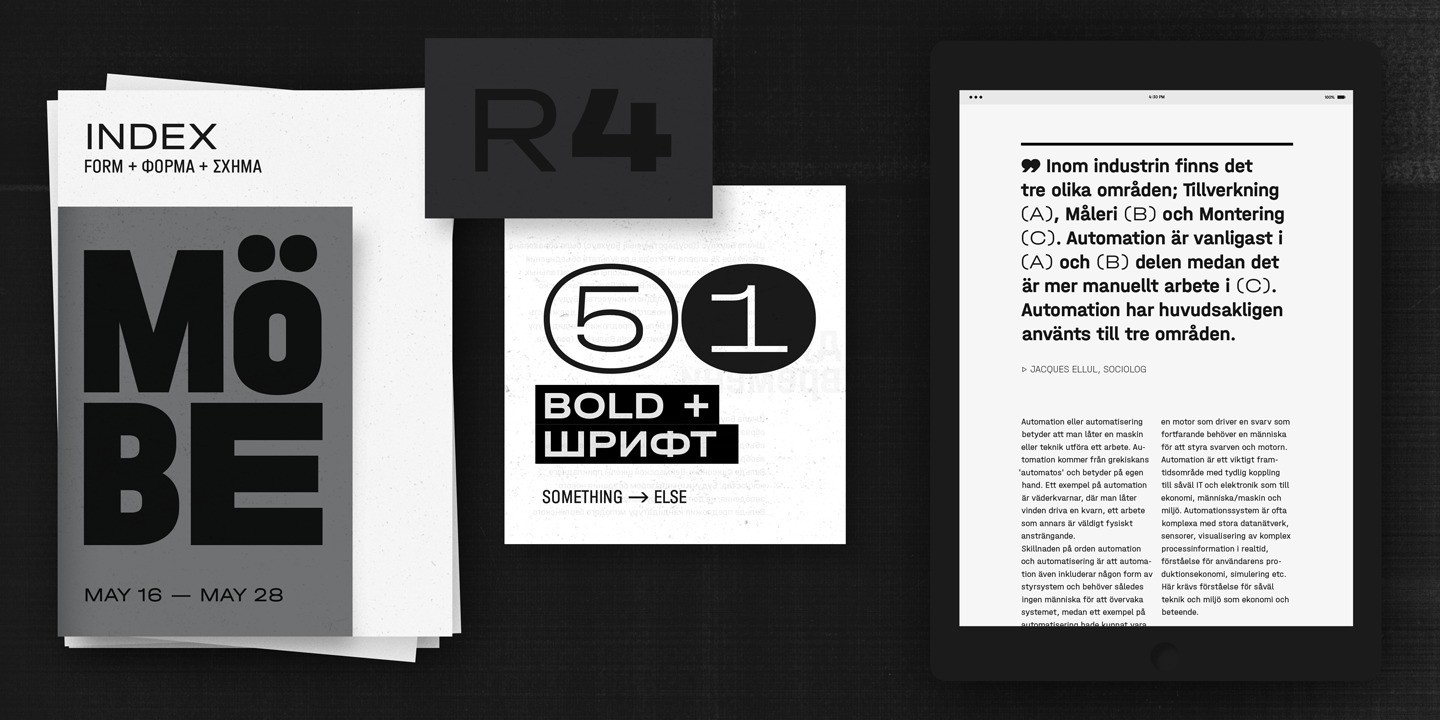 INDEX
FORM + ФОРМА + ΣΧΗΜΑ
MÖ
BE
MAY 16 — MAY 28
R4
5 1
BOLD +
ШРИФТ
SOMETHING → ELSE
4:20 PM
100%
❞ Inom industrin finns det
tre olika områden; Tillverkning
(A), Måleri (B) och Montering
(C). Automation är vanligast i
(A) och (B) delen medan det
är mer manuellt arbete i (C).
Automation har huvudsakligen
använts till tre områden.
▹ JACQUES ELLUL, SOCIOLOG
Automation eller automatisering
betyder att man låter en maskin
eller teknik utföra ett arbete. Au-
tomation kommer från grekiskans
'automatos' och betyder på egen
hand. Ett exempel på automation
är väderkvarnar, där man låter
vinden driva en kvarn, ett arbete
som annars är väldigt fysiskt
ansträngande.
Skillnaden på orden automation
och automatisering är att automa-
tion även inkluderar någon form av
styrsystem och behöver således
ingen människa för att övervaka
systemet, medan ett exempel på
automatisering hade kunnat vara
en motor som driver en svarv som
fortfarande behöver en människa
för att styra svarven och motorn.
Automation är ett viktigt fram-
tidsområde med tydlig koppling
till såväl IT och elektronik som till
ekonomi, människa/maskin och
miljö. Automationssystem är ofta
komplexa med stora datanätverk,
sensorer, visualisering av komplex
processinformation i realtid,
förståelse för användarens pro-
duktionsekonomi, simulering etc.
Här krävs förståelse för såväl
teknik och miljö som ekonomi och
beteende.